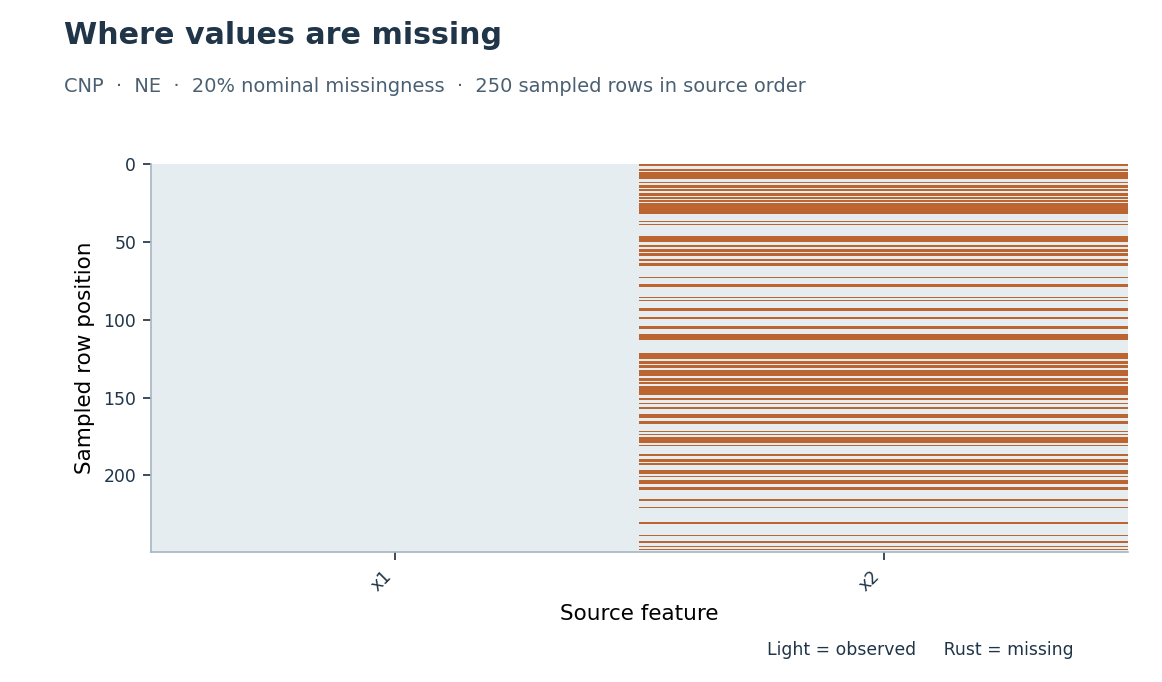 Where values are missing
CNP · NE · 20% nominal missingness · 250 sampled rows in source order
0
50
100
150
200
Sampled row position
x1
x2
Source feature
Light = observed Rust = missing